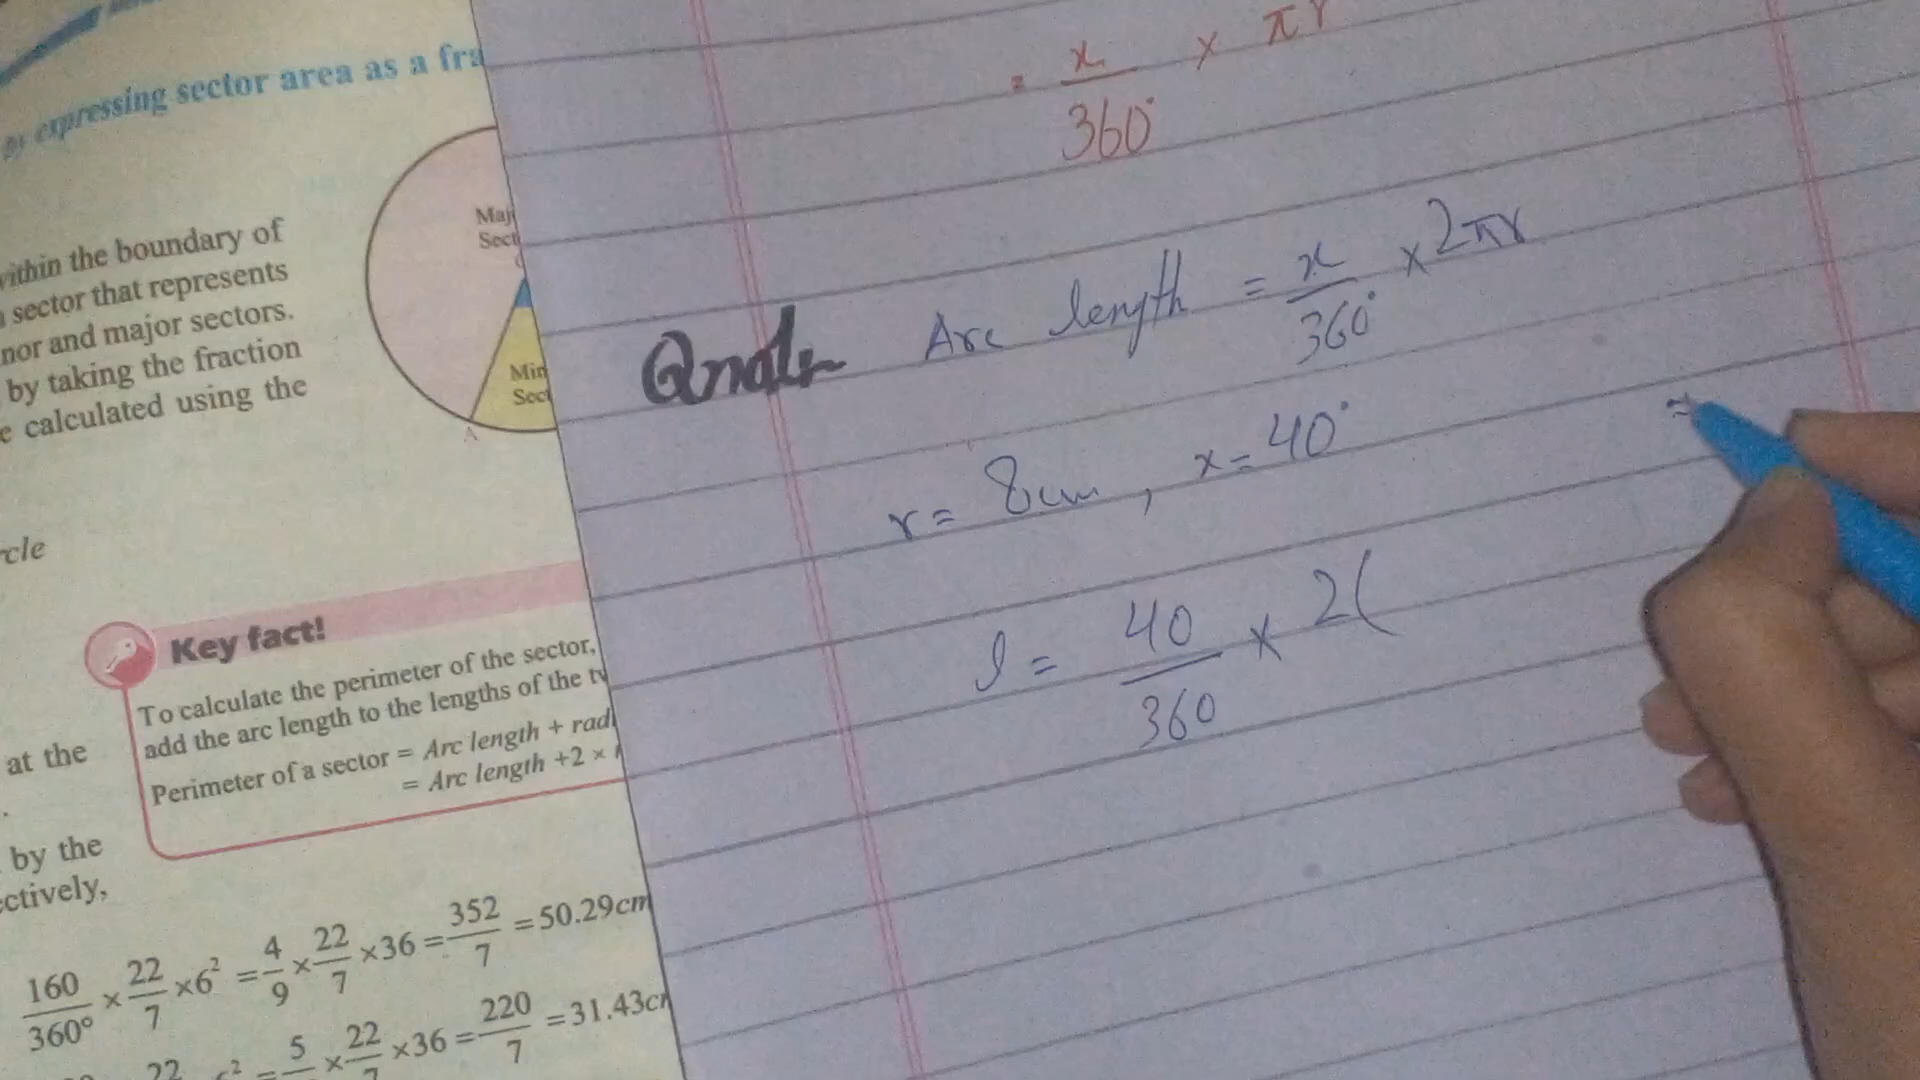 expressing sector area as a fra
within the boundary of
sector that represents
nor and major sectors.
by taking the fraction
e calculated using the
Maj
Sect
Min
Sect
A
rcle
Key fact!
To calculate the perimeter of the sector,
add the arc length to the lengths of the tw
Perimeter of a sector = Arc length + radi
= Arc length +2 ×
at the
by the
ctively,
160/360° × 22/7 ×6² = 4/9 × 22/7 ×36 = 352/7 = 50.29cm
22 = 5/ × 22/7 ×36 = 220/7 = 31.43cm
= x/360° × πr
Arc length = x/360° × 2πr
r = 8cm, x = 40°
l = 40/360 × 2(